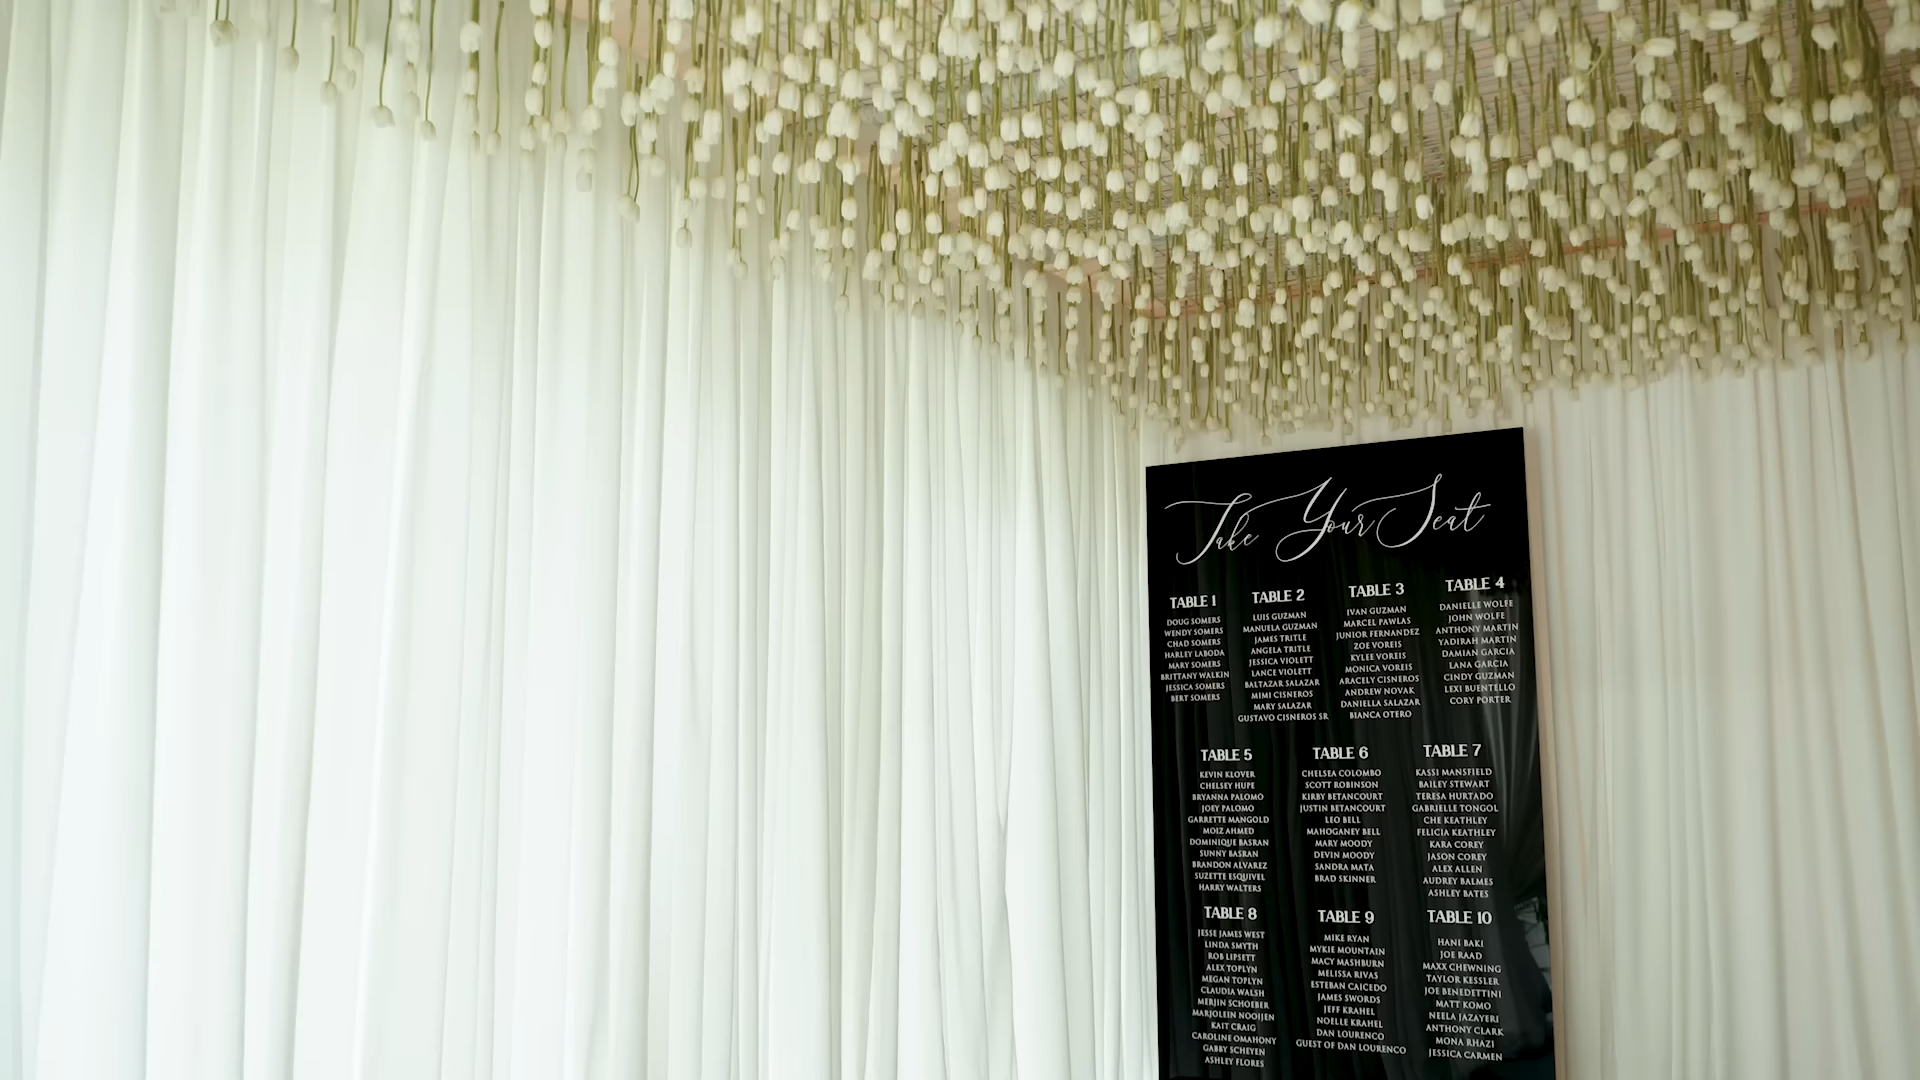 Take Your Seat
TABLE 1
DOUG SOMERS
WENDY SOMERS
CHAD SOMERS
HARLEY LABODA
MARY SOMERS
BRITTANY WALKIN
JESSICA SOMERS
BERT SOMERS
TABLE 2
LUIS GUZMAN
MANUELA GUZMAN
JAMES TRITLE
ANGELA TRITLE
JESSICA VIOLETT
LANCE VIOLETT
BALTAZAR SALAZAR
MIMI CISNEROS
MARY SALAZAR
GUSTAVO CISNEROS SR
TABLE 3
IVAN GUZMAN
MARCEL PAWLAS
JUNIOR FERNANDEZ
ZOE VOREIS
KYLEE VOREIS
MONICA VOREIS
ARACELY CISNEROS
ANDREW NOVAK
DANIELLA SALAZAR
BIANCA OTERO
TABLE 4
DANIELLE WOLFE
JOHN WOLFE
ANTHONY MARTIN
YADIRAH MARTIN
DAMIAN GARCIA
LANA GARCIA
CINDY GUZMAN
LEXI BUENTELLO
CORY PORTER
TABLE 5
KEVIN KLOVER
CHELSEY HUPE
BRYANNA PALOMO
JOEY PALOMO
GARRETTE MANGOLD
MOIZ AHMED
DOMINIQUE BASRAN
SUNNY BASRAN
BRANDON ALVAREZ
SUZETTE ESQUIVEL
HARRY WALTERS
TABLE 6
CHELSEA COLOMBO
SCOTT ROBINSON
KIRBY BETANCOURT
JUSTIN BETANCOURT
LEO BELL
MAHOGANEY BELL
MARY MOODY
DEVIN MOODY
SANDRA MATA
BRAD SKINNER
TABLE 7
KASSI MANSFIELD
BAILEY STEWART
TERESA HURTADO
GABRIELLE TONGOL
CHE KEATHLEY
FELICIA KEATHLEY
KARA COREY
JASON COREY
ALEX ALLEN
AUDREY BALMES
ASHLEY BATES
TABLE 8
JESSE JAMES WEST
LINDA SMYTH
ROB LIPSETT
ALEX TOPLYN
MEGAN TOPLYN
CLAUDIA WALSH
MERJIN SCHOEBER
MARJOLEIN NOOIJEN
KAIT CRAIG
CAROLINE OMAHONY
GABBY SCHEYEN
ASHLEY FLORES
TABLE 9
MIKE RYAN
MYKIE MOUNTAIN
MACY MASHBURN
MELISSA RIVAS
ESTEBAN CAICEDO
JAMES SWORDS
JEFF KRAHEL
NOELLE KRAHEL
DAN LOURENCO
GUEST OF DAN LOURENCO
TABLE 10
HANI BAKI
JOE RAAD
MAXX CHEWNING
TAYLOR KESSLER
JOE BENEDETTINI
MATT KOMO
NEELA JAZAYERI
ANTHONY CLARK
MONA RHAZI
JESSICA CARMEN